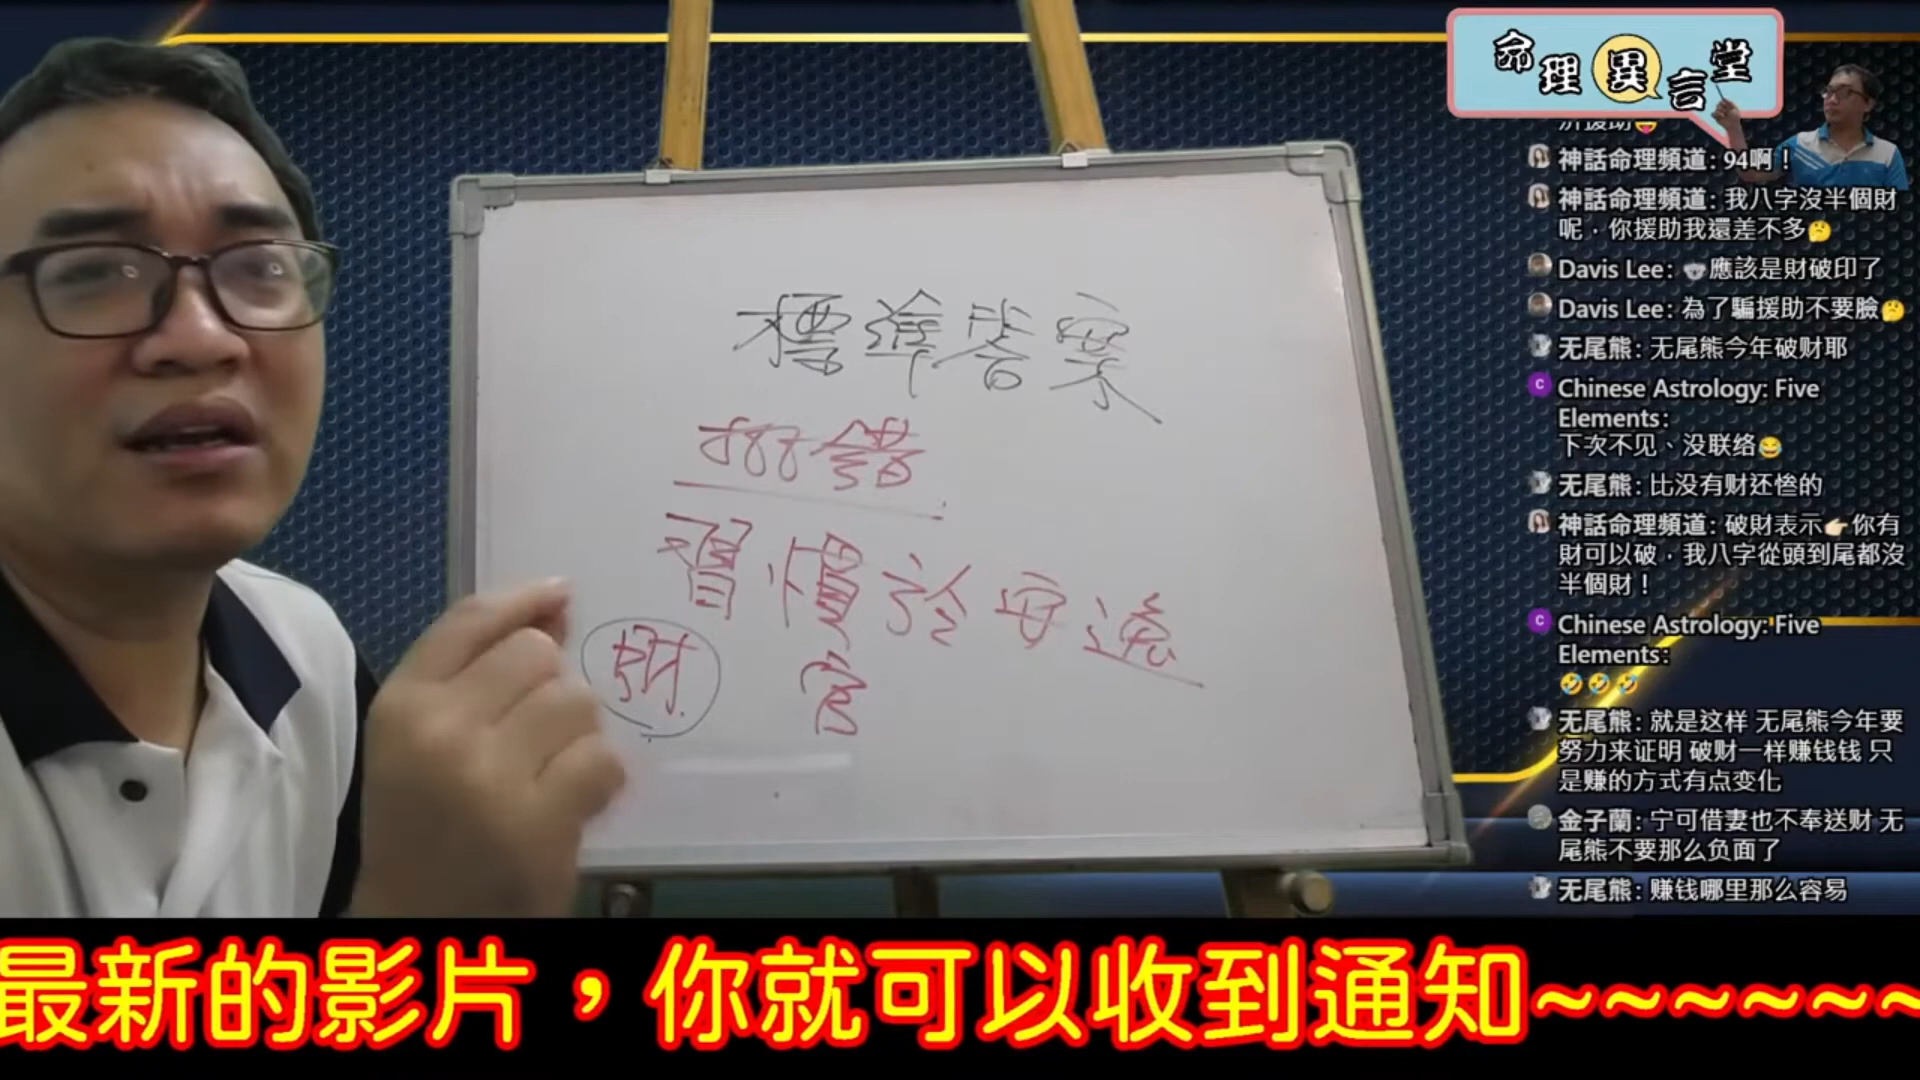 命理異言堂
濟援助😛
神話命理頻道: 94啊!
神話命理頻道: 我八字沒半個財
呢,你援助我還差不多🤔
Davis Lee: 🐨應該是財破印了
Davis Lee: 為了騙援助不要臉🤔
无尾熊: 无尾熊今年破财耶
Chinese Astrology: Five
Elements:
下次不见、没联络😂
无尾熊: 比没有财还惨的
神話命理頻道: 破財表示👉🏻你有
財可以破,我八字從頭到尾都沒
半個財!
Chinese Astrology: Five
Elements:
🤣🤣🤣
无尾熊: 就是这样 无尾熊今年要
努力来证明 破财一样赚钱钱 只
是赚的方式有点变化
金子蘭: 宁可借妻也不奉送财 无
尾熊不要那么负面了
无尾熊: 赚钱哪里那么容易
標準答案
扣錯
習慣於安逸
財 官
最新的影片,你就可以收到通知~~~~~~